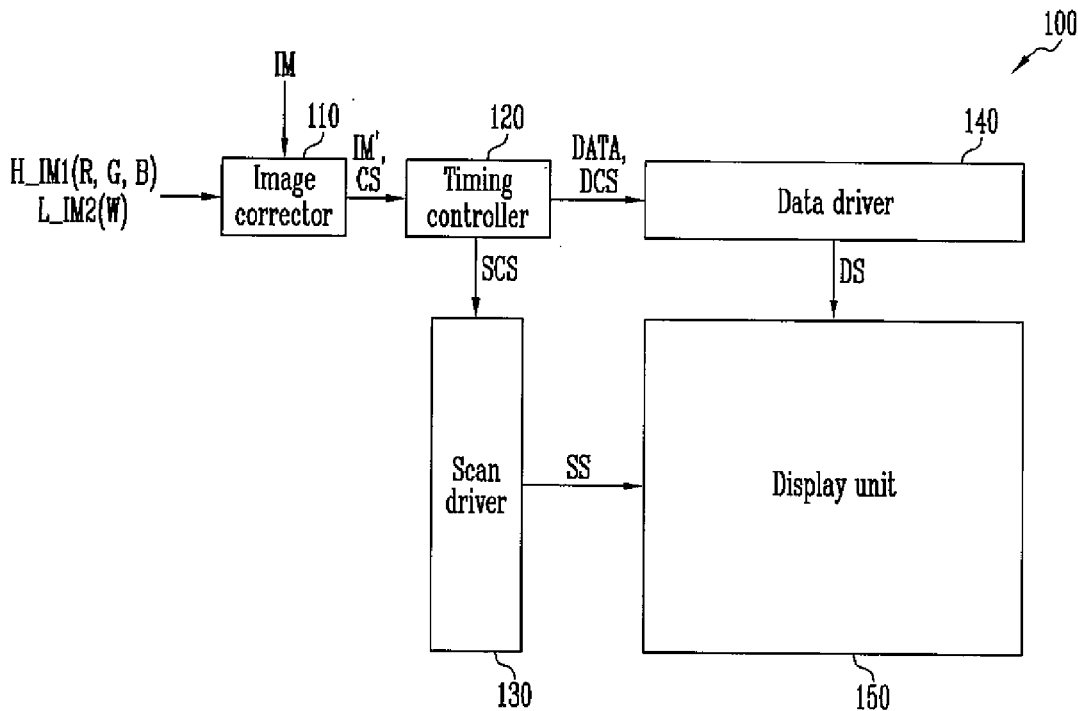 100
IM
110
120
140
H_IM1(R, G, B)
L_IM2(W)
Image
corrector
IM',
CS
Timing
controller
DATA,
DCS
Data driver
SCS
DS
Scan
driver
SS
Display unit
130
150